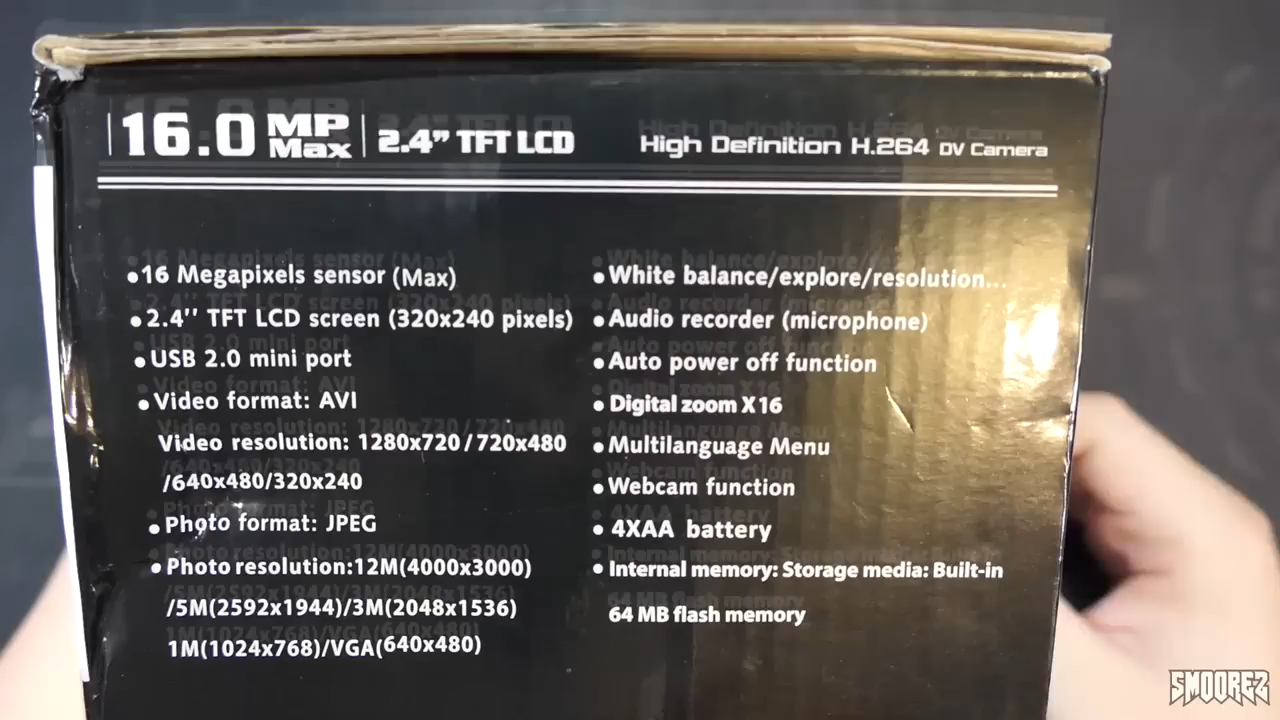 16.0 MP Max 2.4” TFT LCD High Definition H.264 DV Camera
•16 Megapixels sensor (Max)
•2.4'' TFT LCD screen (320x240 pixels)
•USB 2.0 mini port
•Video format: AVI
Video resolution: 1280x720/720x480
/640x480/320x240
•Photo format: JPEG
•Photo resolution:12M(4000x3000)
/5M(2592x1944)/3M(2048x1536)
1M(1024x768)/VGA(640x480)
•White balance/explore/resolution...
•Audio recorder (microphone)
•Auto power off function
•Digital zoom X16
•Multilanguage Menu
•Webcam function
•4XAA battery
•Internal memory: Storage media: Built-in
64 MB flash memory
SMOOREZ